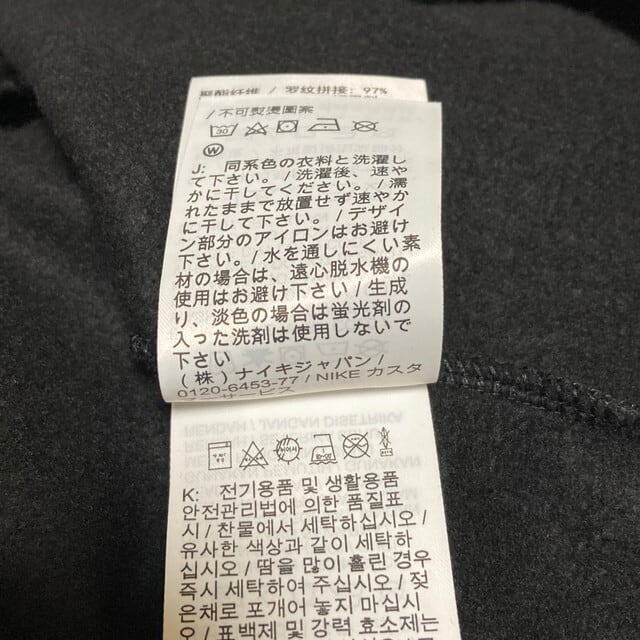 聚酯纤维 / 罗纹拼接: 97%
/ 不可熨燙圖案
30
W
J: 同系色の衣料と洗濯し
て下さい。/ 洗濯後、速や
かに干してください。/ 濡
れたままで放置せず速やか
に干して下さい。/ デザイ
ン部分のアイロンはお避け
下さい。/ 水を通しにくい素
材の場合は、遠心脱水機の
使用はお避け下さい / 生成
り、淡色の場合は蛍光剤の
入った洗剤は使用しないで
下さい
(株) ナイキジャパン /
0120-6453-77 / NIKE カスタ
サービス
K: 전기용품 및 생활용품
안전관리법에 의한 품질표
시 / 찬물에서 세탁하십시오 /
유사한 색상과 같이 세탁하
십시오 / 땀을 많이 흘린 경우
즉시 세탁하여 주십시오 / 젖
은채로 포개어 놓지 마십시
오 / 표백제 및 강력 효소제는